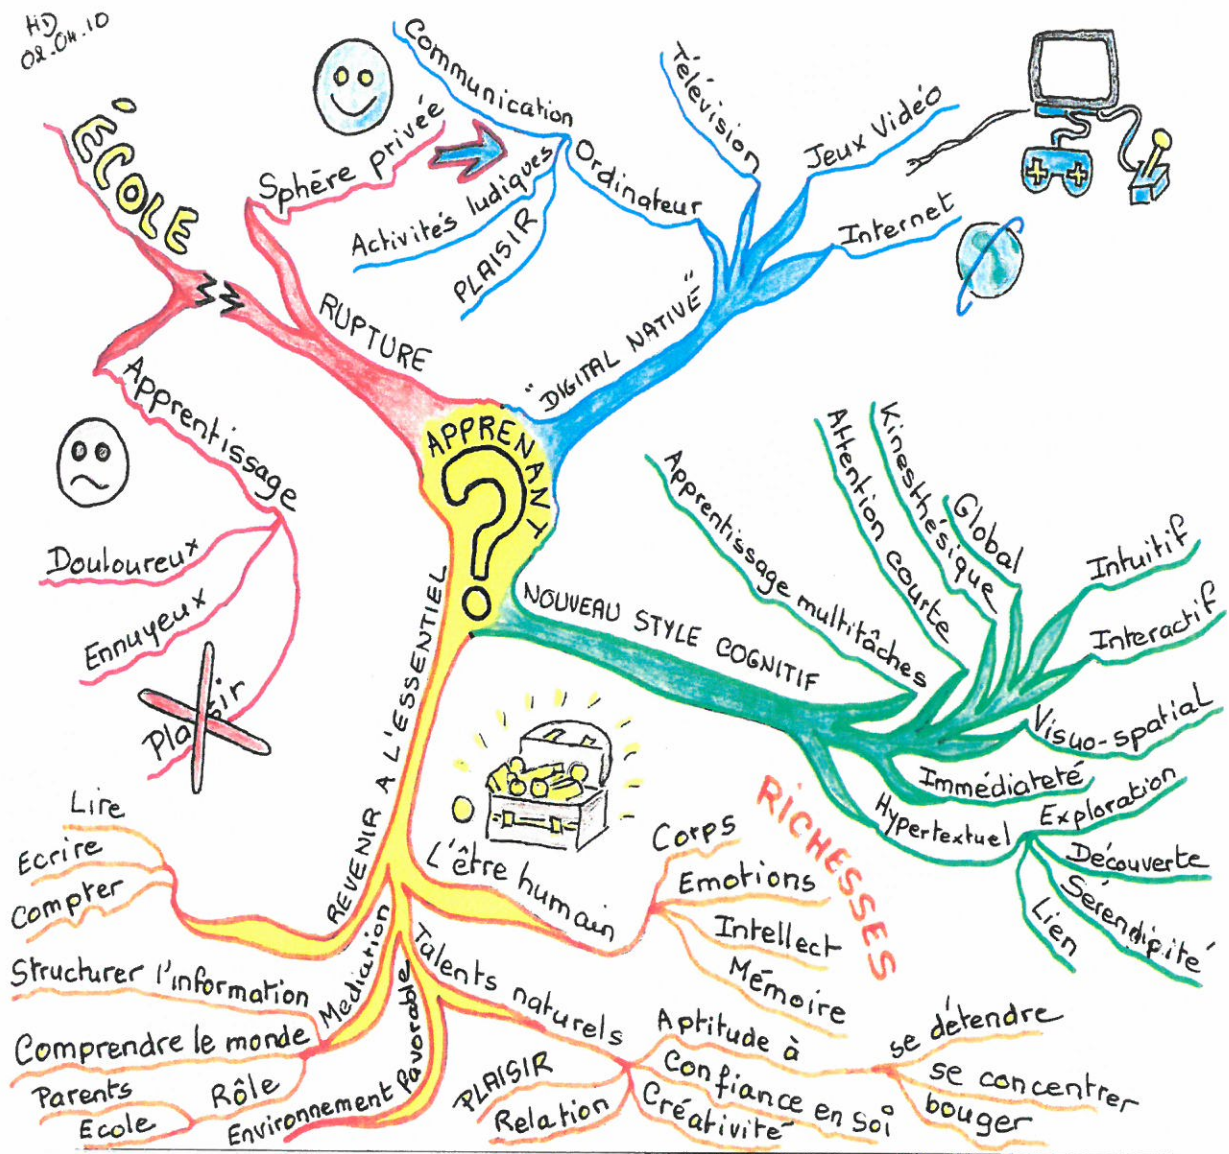 HD
02.04.10
ÉCOLE
Apprentissage
Douloureux
Ennuyeux
Plaisir
RUPTURE
Sphère privée
"DIGITAL NATIVE"
Ordinateur
Communication
Activités ludiques
PLAISIR
Télévision
Jeux Vidéo
Internet
APPRENANT
?
NOUVEAU STYLE COGNITIF
Apprentissage multitâches
Attention courte
Kinesthésique
Global
Intuitif
Interactif
Visuo-spatial
Immédiateté
Hypertextuel
Exploration
Découverte
Sérendipité
Lien
RICHESSES
REVENIR A L'ESSENTIEL
Lire
Ecrire
Compter
L'être humain
Corps
Emotions
Intellect
Mémoire
Médiation
Structurer l'information
Comprendre le monde
Rôle
Parents
Ecole
Environnement favorable
Talents naturels
PLAISIR
Relation
Créativité
Confiance en soi
Aptitude à
se détendre
se concentrer
bouger